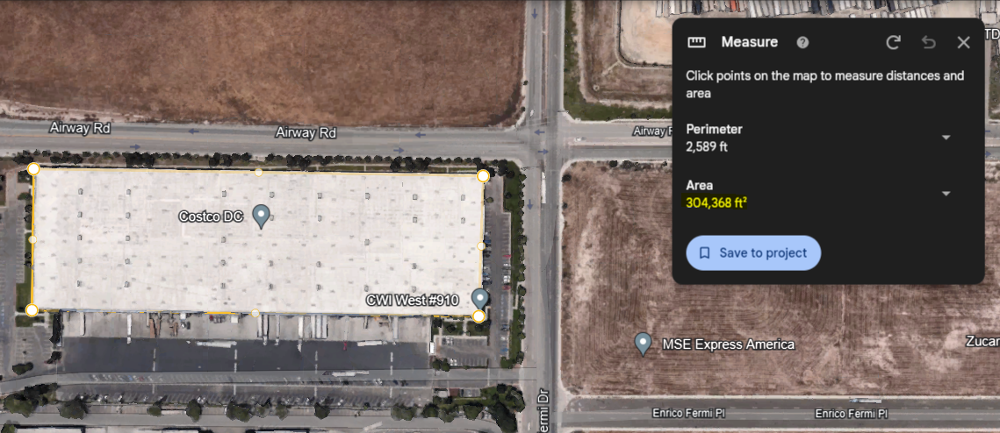 TD
Measure
Click points on the map to measure distances and
area
Perimeter
2,589 ft
Area
304,368 ft²
Save to project
Airway Rd
Airway Rd
Airway R
Costco DC
CWI West #910
MSE Express America
Zucar
ermi Dr
Enrico Fermi Pl
Enrico Fermi Pl